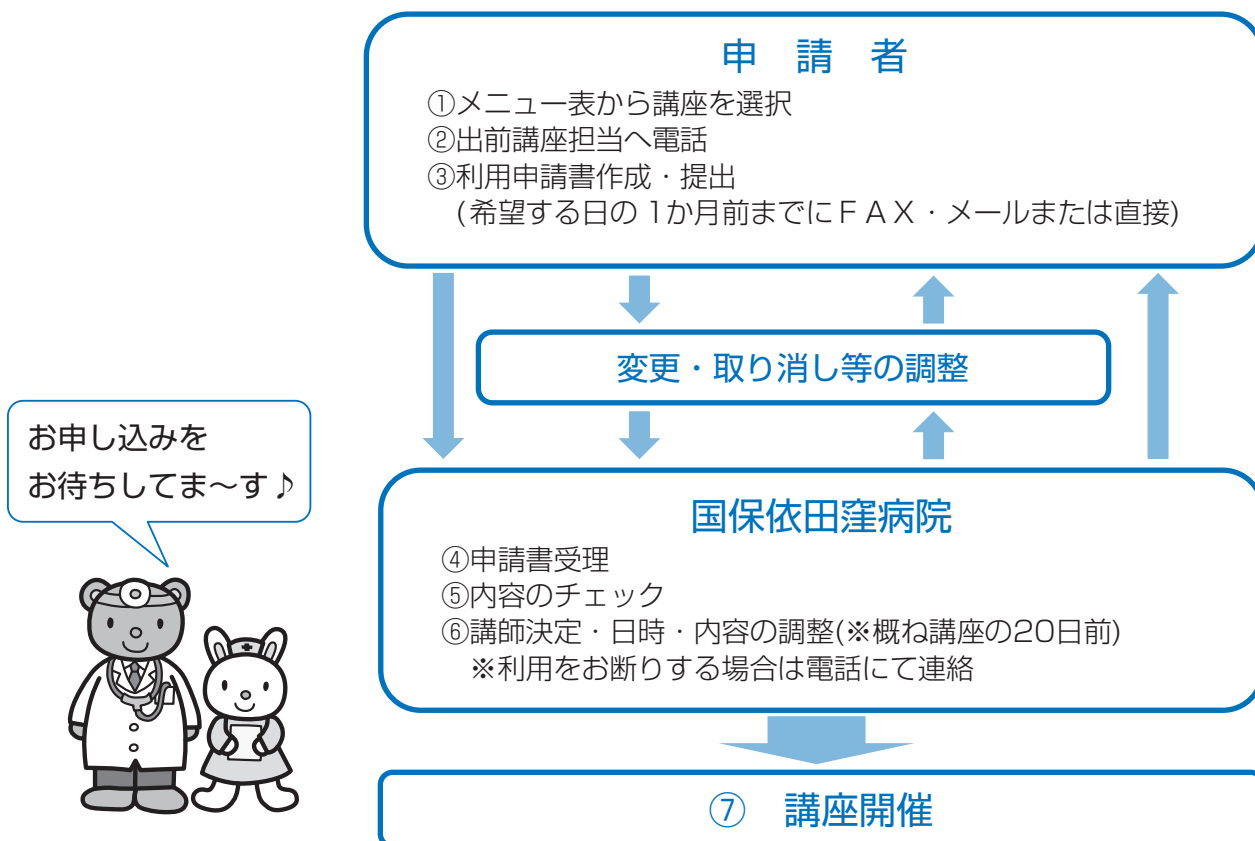 申 請 者
①メニュー表から講座を選択
②出前講座担当へ電話
③利用申請書作成・提出
(希望する日の1か月前までにFAX・メールまたは直接)
変更・取り消し等の調整
お申し込みを
お待ちしてま〜す♪
国保依田窪病院
④申請書受理
⑤内容のチェック
⑥講師決定・日時・内容の調整(※概ね講座の20日前)
※利用をお断りする場合は電話にて連絡
⑦ 講座開催